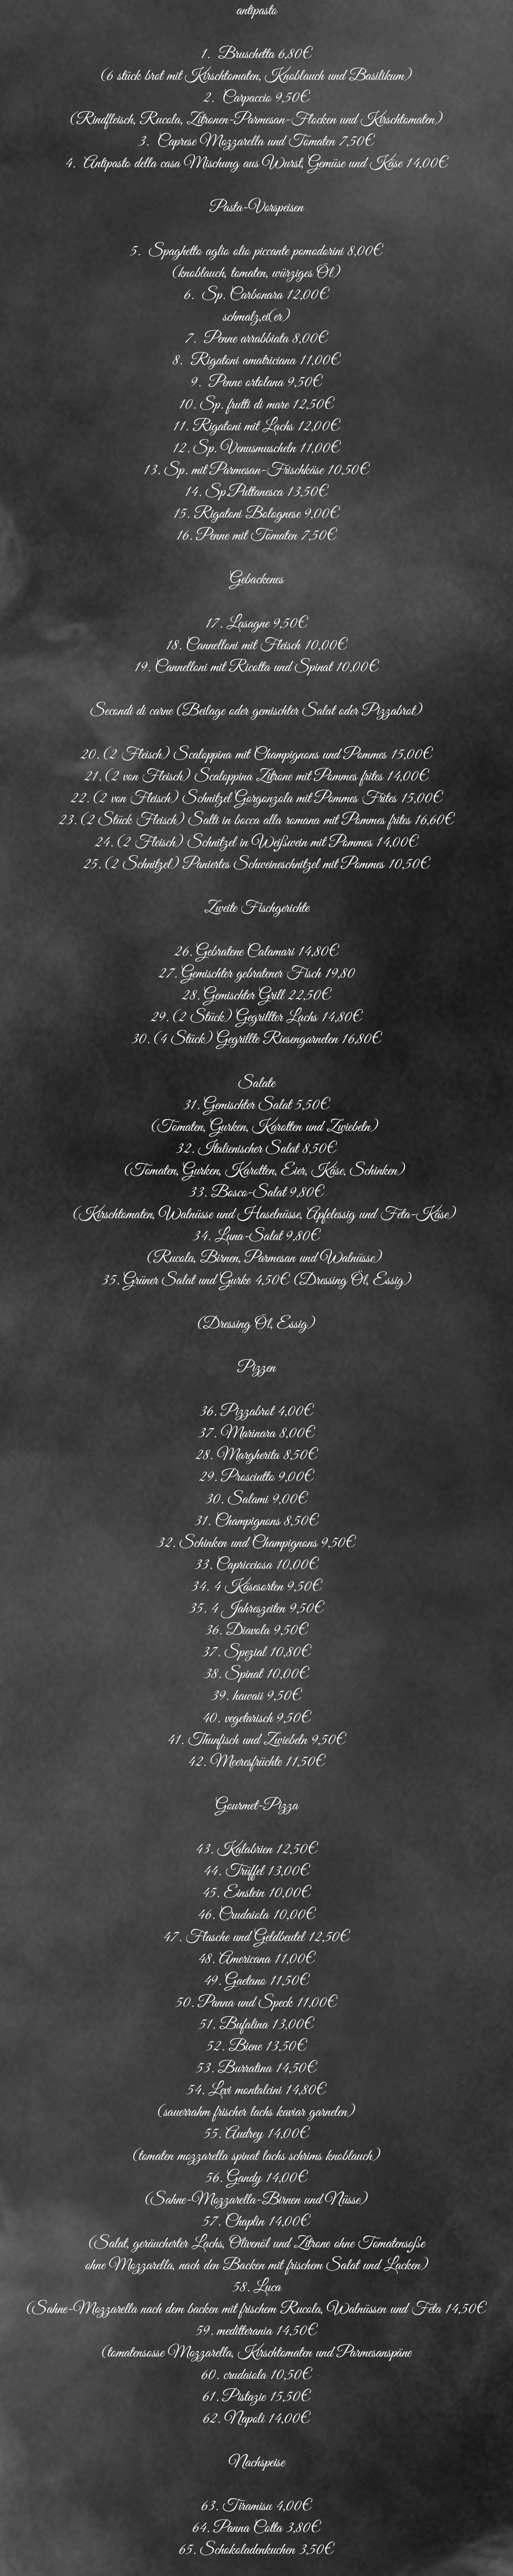 antipasto
1. Bruschetta 6,80€
(6 stück brot mit Kirschtomaten, Knoblauch und Basilikum)
2. Carpaccio 9,50€
(Rindfleisch, Rucola, Zitronen-Parmesan-Flocken und Kirschtomaten)
3. Caprese Mozzarella und Tomaten 7,50€
4. Antipasto della casa Mischung aus Wurst, Gemüse und Käse 14,00€
Pasta-Vorspeisen
5. Spaghetto aglio olio piccante pomodorini 8,00€
(knoblauch, tomaten, würziges Öl)
6. Sp. Carbonara 12,00€
schmalz,ei(er)
7. Penne arrabbiata 8,00€
8. Rigatoni amatriciana 11,00€
9. Penne ortolana 9,50€
10. Sp. frutti di mare 12,50€
11. Rigatoni mit Lachs 12,00€
12. Sp. Venusmuscheln 11,00€
13. Sp. mit Parmesan-Frischkäse 10,50€
14. Sp.Puttanesca 13,50€
15. Rigatoni Bolognese 9,00€
16. Penne mit Tomaten 7,50€
Gebackenes
17. Lasagne 9,50€
18. Cannelloni mit Fleisch 10,00€
19. Cannelloni mit Ricotta und Spinat 10,00€
Secondi di carne (Beilage oder gemischter Salat oder Pizzabrot)
20. (2 Fleisch) Scaloppina mit Champignons und Pommes 15,00€
21. (2 von Fleisch) Scaloppina Zitrone mit Pommes frites 14,00€
22. (2 von Fleisch) Schnitzel Gorgonzola mit Pommes Frites 15,00€
23. (2 Stück Fleisch) Salti in bocca alla romana mit Pommes frites 16,60€
24. (2 Fleisch) Schnitzel in Weißwein mit Pommes 14,00€
25. (2 Schnitzel) Paniertes Schweineschnitzel mit Pommes 10,50€
Zweite Fischgerichte
26. Gebratene Calamari 14,80€
27. Gemischter gebratener Fisch 19,80
28. Gemischter Grill 22,50€
29. (2 Stück) Gegrillter Lachs 14,80€
30. (4 Stück) Gegrillte Riesengarnelen 16,80€
Salate
31. Gemischter Salat 5,50€
(Tomaten, Gurken, Karotten und Zwiebeln)
32. Italienischer Salat 8,50€
(Tomaten, Gurken, Karotten, Eier, Käse, Schinken)
33. Bosco-Salat 9,80€
(Kirschtomaten, Walnüsse und Haselnüsse, Apfelessig und Feta-Käse)
34. Luna-Salat 9,80€
(Rucola, Birnen, Parmesan und Walnüsse)
35. Grüner Salat und Gurke 4,50€ (Dressing Öl, Essig)
(Dressing Öl, Essig)
Pizzen
36. Pizzabrot 4,00€
37. Marinara 8,00€
28. Margherita 8,50€
29. Prosciutto 9,00€
30. Salami 9,00€
31. Champignons 8,50€
32. Schinken und Champignons 9,50€
33. Capricciosa 10,00€
34. 4 Käsesorten 9,50€
35. 4 Jahreszeiten 9,50€
36. Diavola 9,50€
37. Spezial 10,80€
38. Spinat 10,00€
39. hawaii 9,50€
40. vegetarisch 9,50€
41. Thunfisch und Zwiebeln 9,50€
42. Meeresfrüchte 11,50€
Gourmet-Pizza
43. Kalabrien 12,50€
44. Trüffel 13,00€
45. Einstein 10,00€
46. Crudaiola 10,00€
47. Flasche und Geldbeutel 12,50€
48. Americana 11,00€
49. Gaetano 11,50€
50. Panna und Speck 11,00€
51. Bufalina 13,00€
52. Biene 13,50€
53. Burratina 14,50€
54. Levi montalcini 14,80€
(sauerrahm frischer lachs kaviar garnelen)
55. Audrey 14,00€
(tomaten mozzarella spinat lachs schrims knoblauch)
56. Gandy 14,00€
(Sahne-Mozzarella-Birnen und Nüsse)
57. Chaplin 14,00€
(Salat, geräucherter Lachs, Olivenöl und Zitrone ohne Tomatensoße
ohne Mozzarella, nach den Backen mit frischem Salat und Lacken)
58. Luca
(Sahne-Mozzarella nach dem backen mit frischem Rucola, Walnüssen und Feta 14,50€
59. meditterania 14,50€
(tomatensosse Mozzarella, Kirschtomaten und Parmesanspäne
60. crudaiola 10,50€
61. Pistazie 15,50€
62. Napoli 14,00€
Nachspeise
63. Tiramisu 4,00€
64. Panna Cotta 3,80€
65. Schokoladenkuchen 3,50€